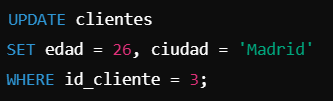 UPDATE clientes
SET edad = 26, ciudad = 'Madrid'
WHERE id_cliente = 3;